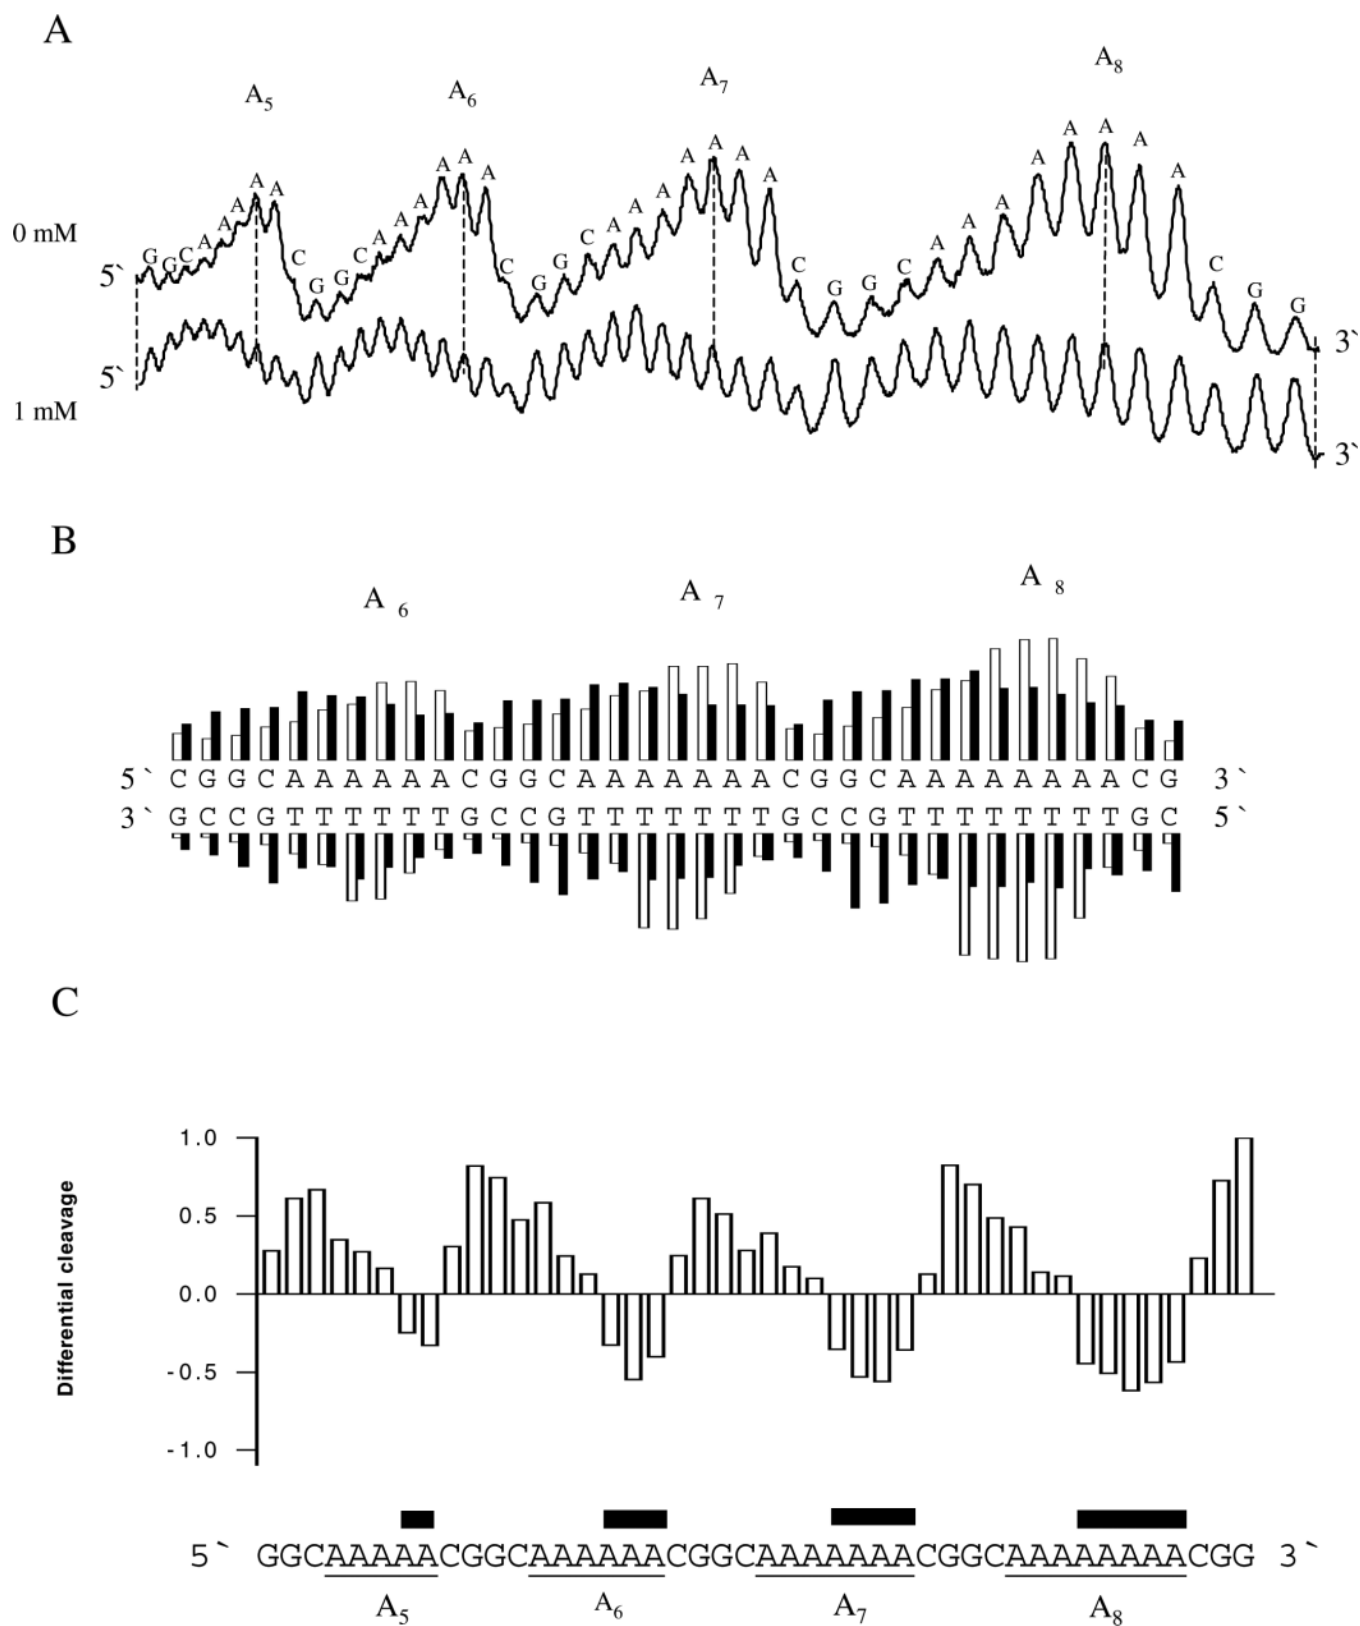 A
A5 A6 A7 A8
0 mM
5` G G C A A A A A C G G C A A A A A A C G G C A A A A A A A C G G C A A A A A A A A C G G 3`
5` 3`
1 mM
B
A 6 A 7 A 8
5 ` C G G C A A A A A A C G G C A A A A A A A C G G C A A A A A A A A C G 3 `
3 ` G C C G T T T T T T G C C G T T T T T T T G C C G T T T T T T T T G C 5 `
C
Differential cleavage
1.0
0.5
0.0
-0.5
-1.0
5 ` GGCAAAAACGGCAAAAAACGGCAAAAAAACGGCAAAAAAAACGG 3 `
A5 A6 A7 A8